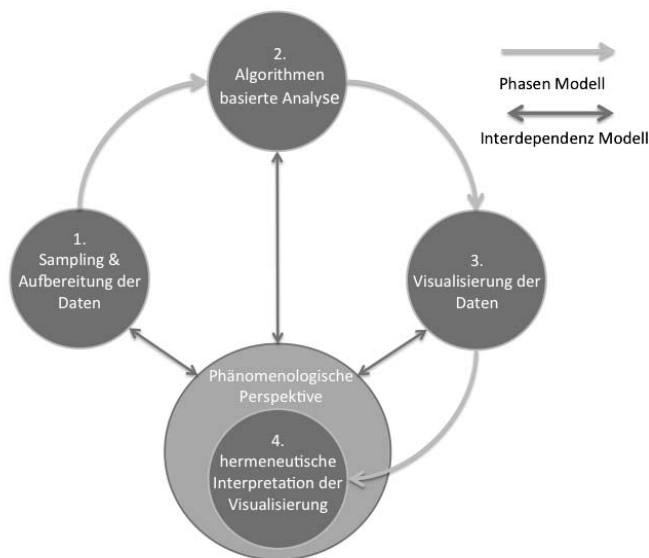 2.
Algorithmen
basierte Analyse
Phasen Modell
Interdependenz Modell
1.
Sampling &
Aufbereitung der
Daten
3.
Visualisierung der
Daten
Phänomenologische
Perspektive
4.
hermeneutische
Interpretation der
Visualisierung